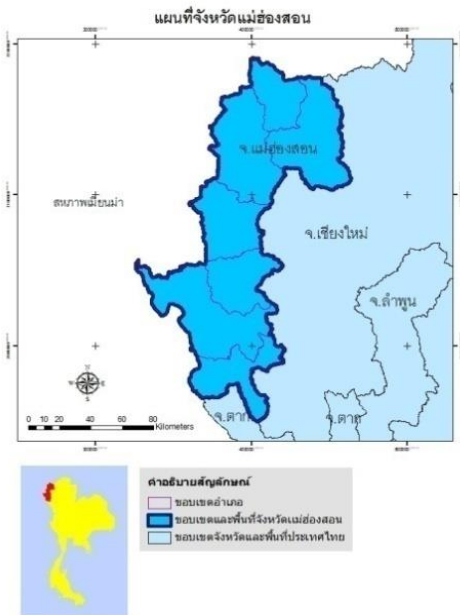 แผนที่จังหวัดแม่ฮ่องสอน
จ.แม่ฮ่องสอน
สหภาพเมียนม่า
จ.เชียงใหม่
จ.ลำพูน
N
W E
S
จ.ตาก
จ.ตาก
0 10 20 40 60 80
Kilometers
คำอธิบายสัญลักษณ์
ขอบเขตอำเภอ
ขอบเขตและพื้นที่จังหวัดแม่ฮ่องสอน
ขอบเขตจังหวัดและพื้นที่ประเทศไทย